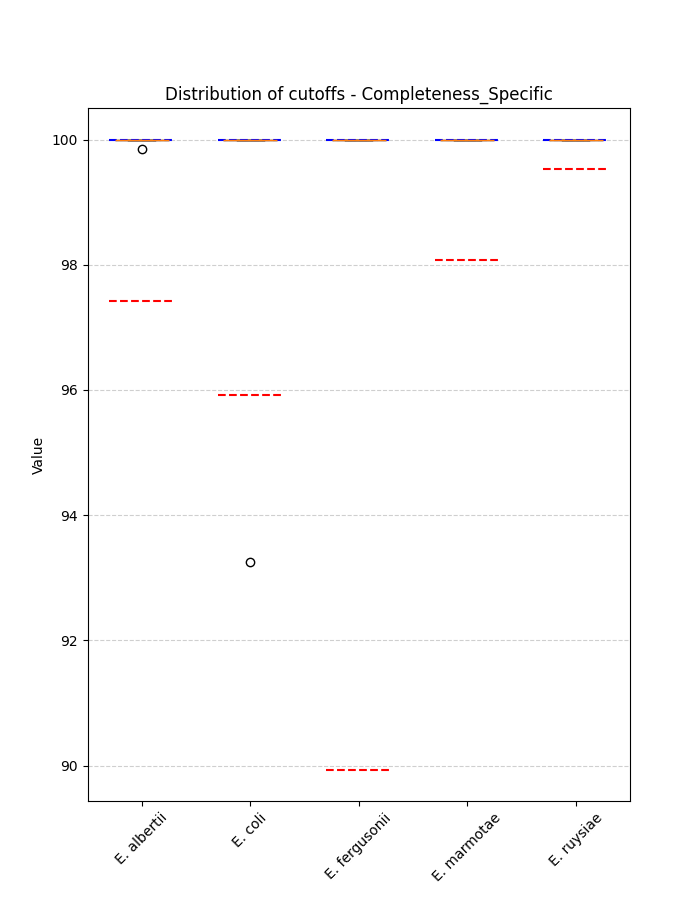 Distribution of cutoffs - Completeness_Specific
100
98
96
94
92
90
Value
E. albertii
E. coli
E. fergusonii
E. marmotae
E. ruysiae